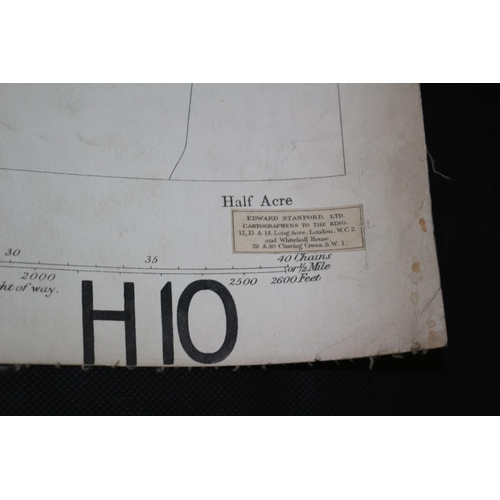 Half Acre
EDWARD STANFORD, LTD.
CARTOGRAPHERS TO THE KING.
12, 13 & 14, Long Acre, London, W.C. 2.
and Whitehall House
29 & 30 Charing Cross, S.W. 1.
30 35 40 Chains
or ½ Mile
2000 2500 2600 Feet
ht of way.
H10